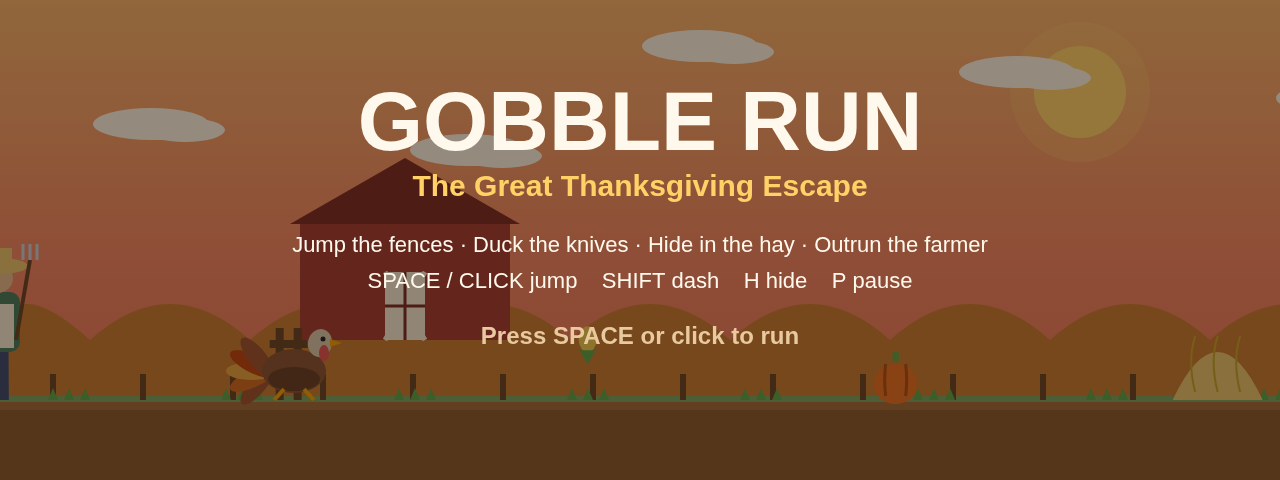 GOBBLE RUN
The Great Thanksgiving Escape
Jump the fences · Duck the knives · Hide in the hay · Outrun the farmer
SPACE / CLICK jump SHIFT dash H hide P pause
Press SPACE or click to run